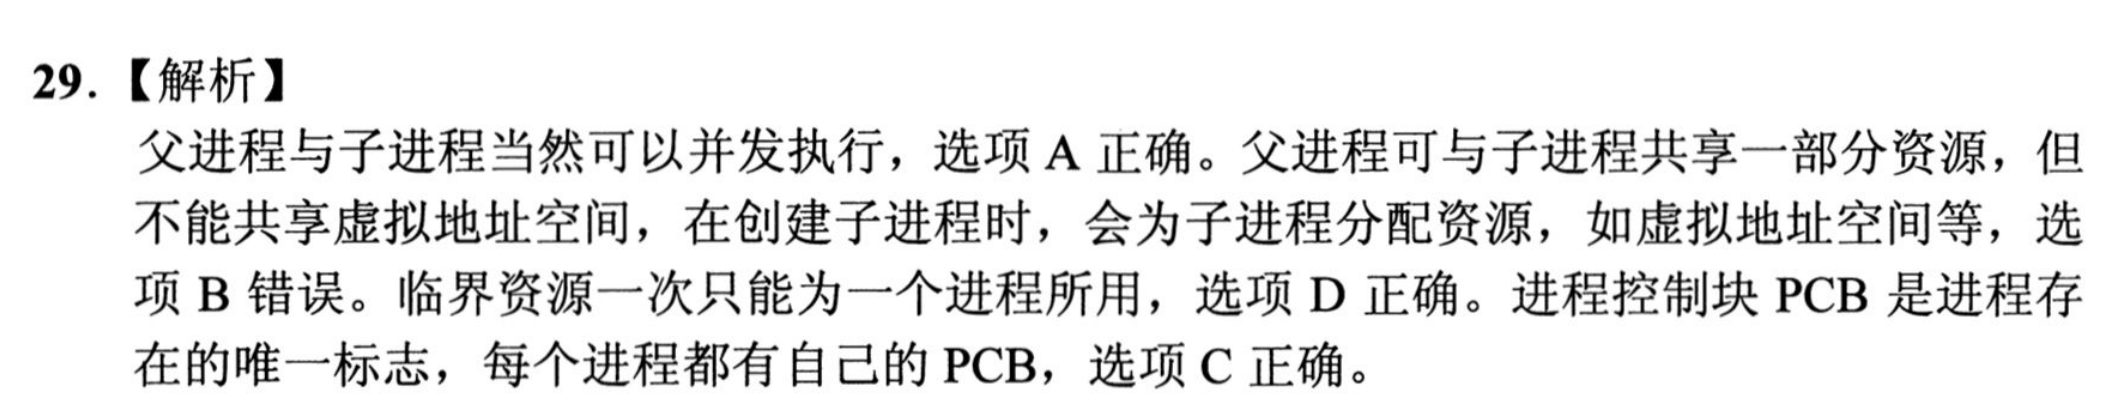 29.【解析】
父进程与子进程当然可以并发执行，选项 A 正确。父进程可与子进程共享一部分资源，但
不能共享虚拟地址空间，在创建子进程时，会为子进程分配资源，如虚拟地址空间等，选
项 B 错误。临界资源一次只能为一个进程所用，选项 D 正确。进程控制块 PCB 是进程存
在的唯一标志，每个进程都有自己的 PCB，选项 C 正确。